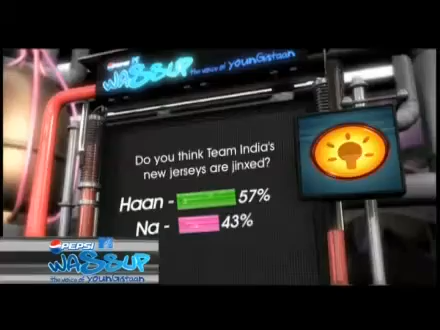 PEPSI
WASSUP
the voice of youngistaan
Do you think Team India's
new jerseys are jinxed?
Haan - 57%
Na - 43%
PEPSI
WASSUP
the voice of youngistaan